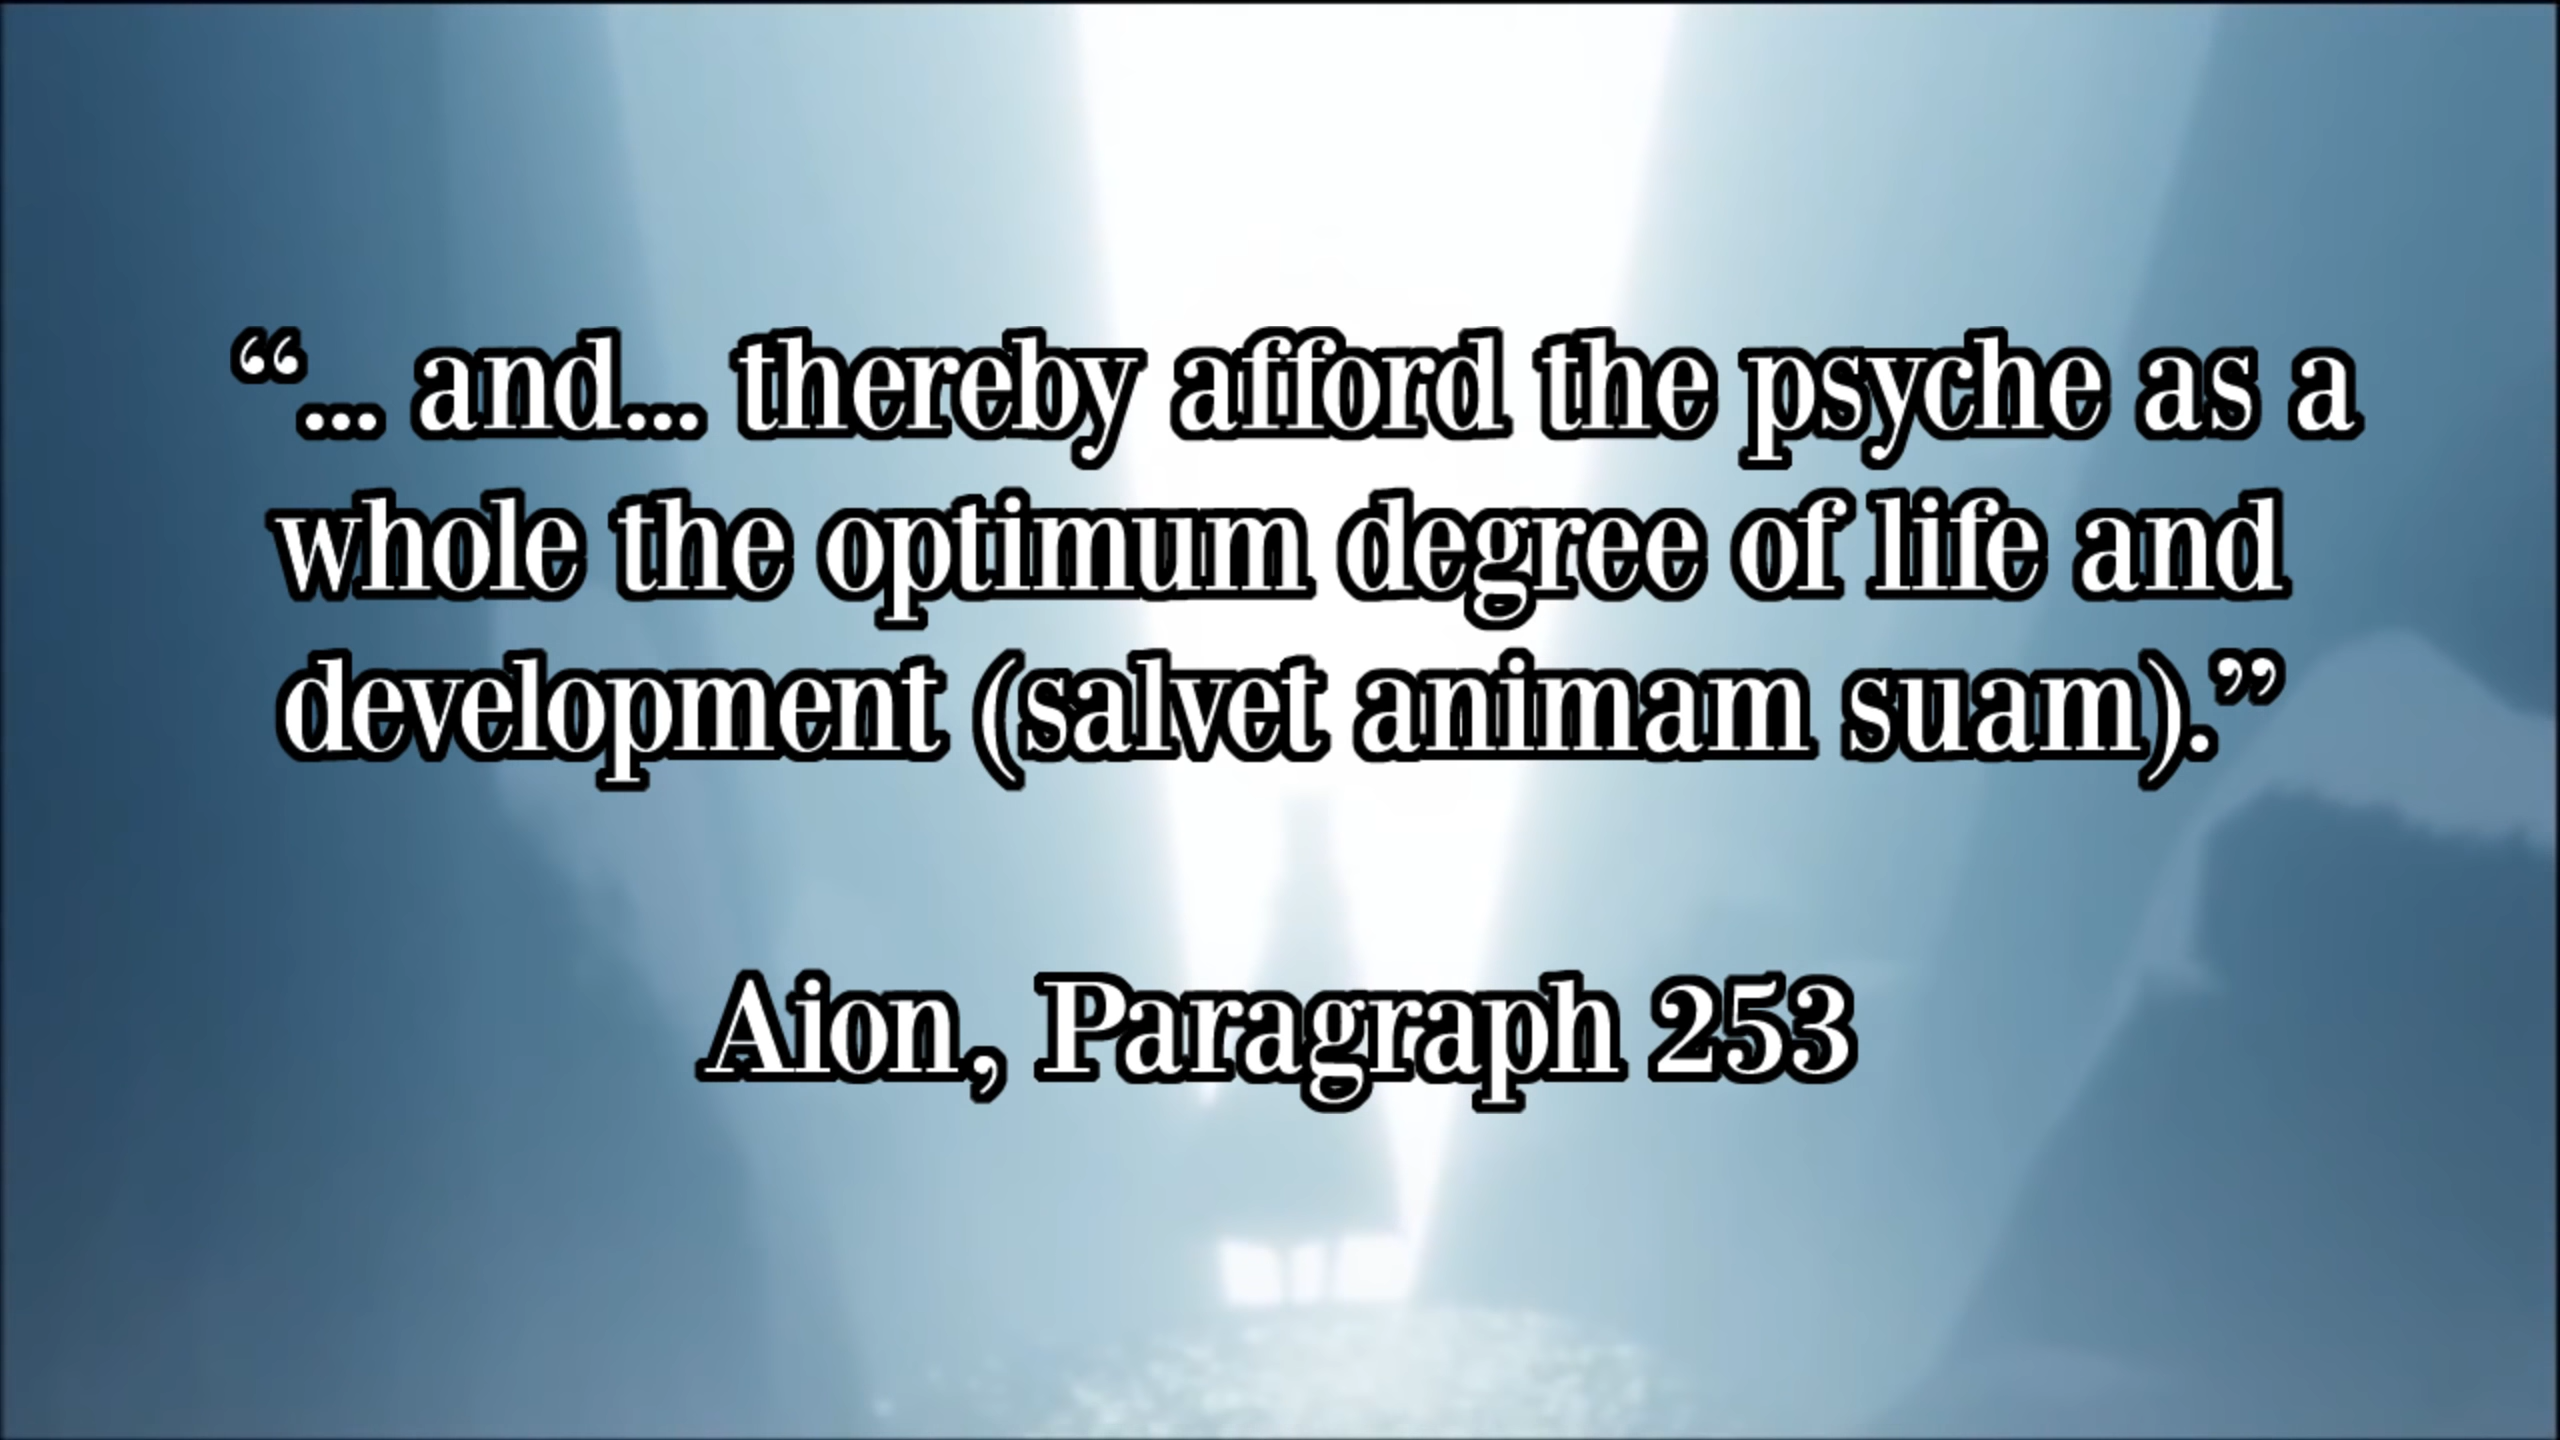 “... and... thereby afford the psyche as a
whole the optimum degree of life and
development (salvet animam suam).”
Aion, Paragraph 253